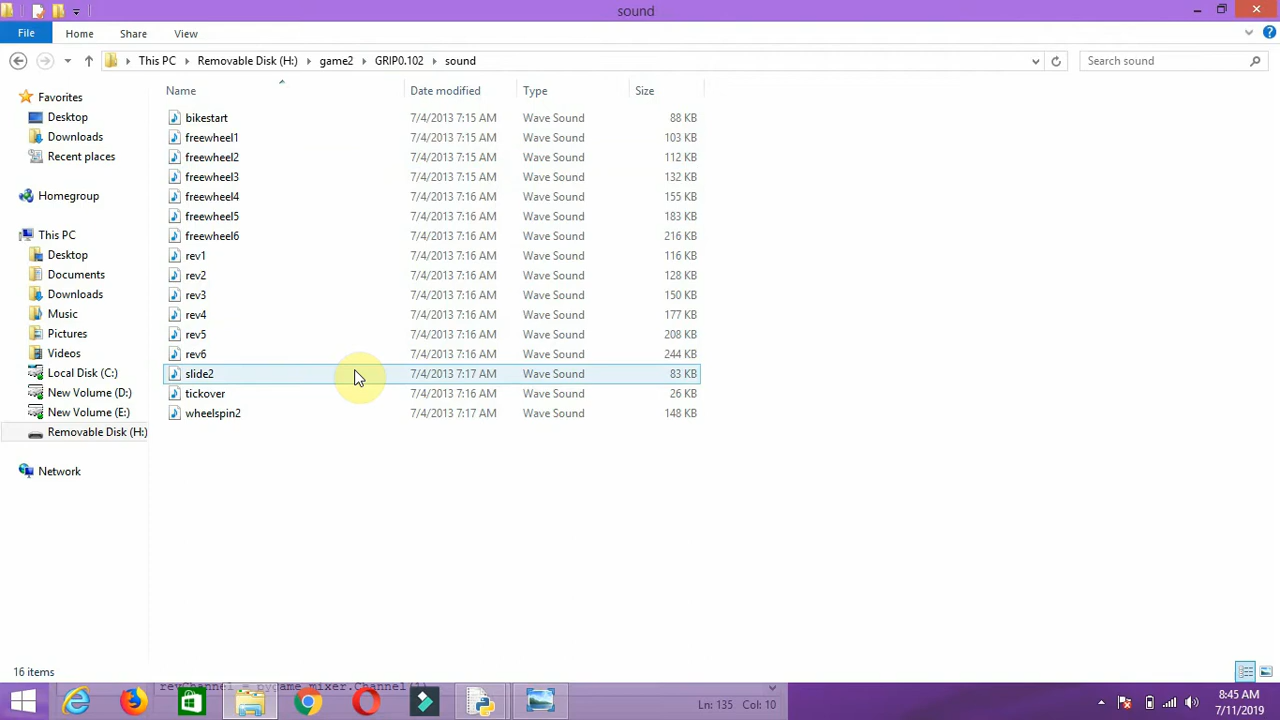 sound
File Home Share View
This PC Removable Disk (H:) game2 GRIP0.102 sound Search sound
Name Date modified Type Size
Favorites
Desktop
Downloads
Recent places
Homegroup
This PC
Desktop
Documents
Downloads
Music
Pictures
Videos
Local Disk (C:)
New Volume (D:)
New Volume (E:)
Removable Disk (H:)
Network
bikestart 7/4/2013 7:15 AM Wave Sound 88 KB
freewheel1 7/4/2013 7:15 AM Wave Sound 103 KB
freewheel2 7/4/2013 7:15 AM Wave Sound 112 KB
freewheel3 7/4/2013 7:15 AM Wave Sound 132 KB
freewheel4 7/4/2013 7:16 AM Wave Sound 155 KB
freewheel5 7/4/2013 7:16 AM Wave Sound 183 KB
freewheel6 7/4/2013 7:16 AM Wave Sound 216 KB
rev1 7/4/2013 7:16 AM Wave Sound 116 KB
rev2 7/4/2013 7:16 AM Wave Sound 128 KB
rev3 7/4/2013 7:16 AM Wave Sound 150 KB
rev4 7/4/2013 7:16 AM Wave Sound 177 KB
rev5 7/4/2013 7:16 AM Wave Sound 208 KB
rev6 7/4/2013 7:16 AM Wave Sound 244 KB
slide2 7/4/2013 7:17 AM Wave Sound 83 KB
tickover 7/4/2013 7:16 AM Wave Sound 26 KB
wheelspin2 7/4/2013 7:17 AM Wave Sound 148 KB
16 items
revChannel = pygame.mixer.Channel(1)
Ln: 135 Col: 10
8:45 AM
7/11/2019